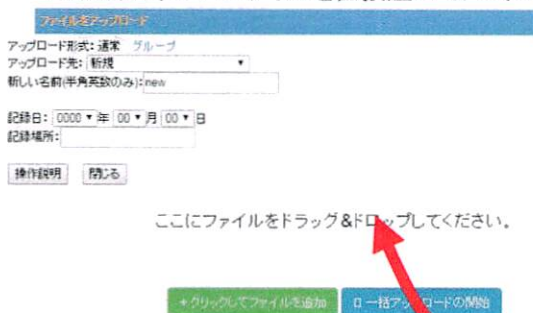 ファイルをアップロード
アップロード形式: 通常 グループ
アップロード先: 新規
新しい名前(半角英数のみ): new
記録日: 0000 年 00 月 00 日
記録場所:
操作説明 閉じる
ここにファイルをドラッグ&ドロップしてください。
+クリックしてファイルを追加 一括アップロードの開始